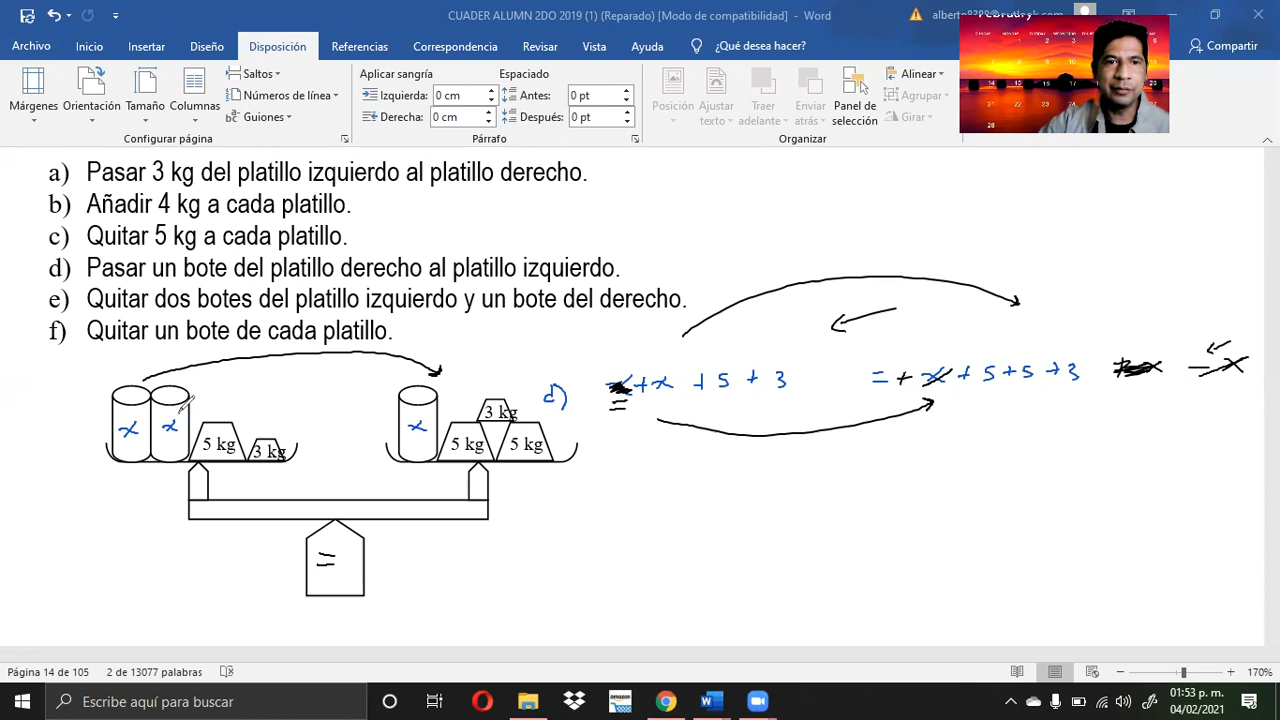 CUADER ALUMN 2DO 2019 (1) (Reparado) [Modo de compatibilidad] - Word
Archivo Inicio Insertar Diseño Disposición Referencias Correspondencia Revisar Vista Ayuda ¿Qué desea hacer? Compartir
Márgenes Orientación Tamaño Columnas
Saltos
Números de línea
Guiones
Configurar página
Aplicar sangría Espaciado
Izquierda: 0 cm Antes: 0 pt
Derecha: 0 cm Después: 0 pt
Párrafo
Posición Ajustar texto Traer adelante Enviar atrás Panel de selección
Alinear
Agrupar
Girar
Organizar
a) Pasar 3 kg del platillo izquierdo al platillo derecho.
b) Añadir 4 kg a cada platillo.
c) Quitar 5 kg a cada platillo.
d) Pasar un bote del platillo derecho al platillo izquierdo.
e) Quitar dos botes del platillo izquierdo y un bote del derecho.
f) Quitar un bote de cada platillo.
x x 5 kg 3 kg
x 3 kg 5 kg 5 kg
=
d) x + x + 5 + 3 = + x + 5 + 5 + 3 - x
=
Página 14 de 105 2 de 13077 palabras 170%
Escribe aquí para buscar
01:53 p. m.
04/02/2021